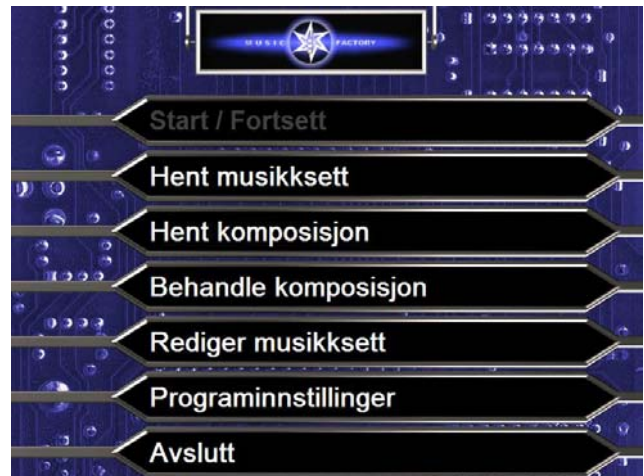 MUSIC FACTORY
Start / Fortsett
Hent musikksett
Hent komposisjon
Behandle komposisjon
Rediger musikksett
Programinnstillinger
Avslutt